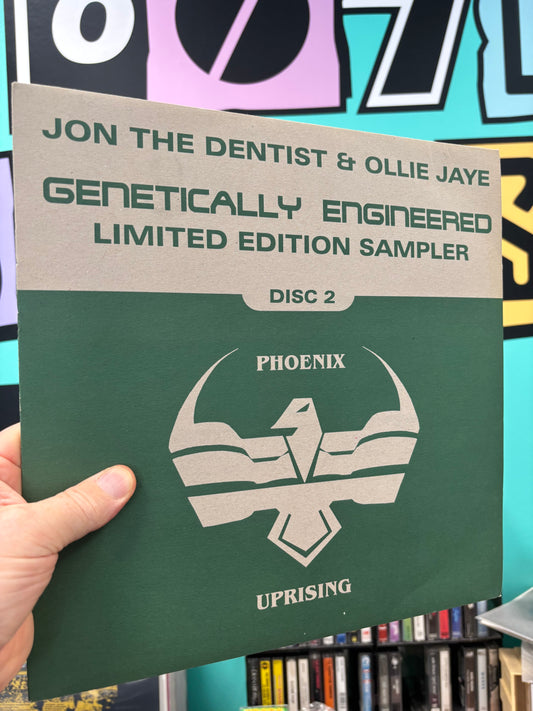 JON THE DENTIST & OLLIE JAYE
GENETICALLY ENGINEERED
LIMITED EDITION SAMPLER
DISC 2
PHOENIX
UPRISING